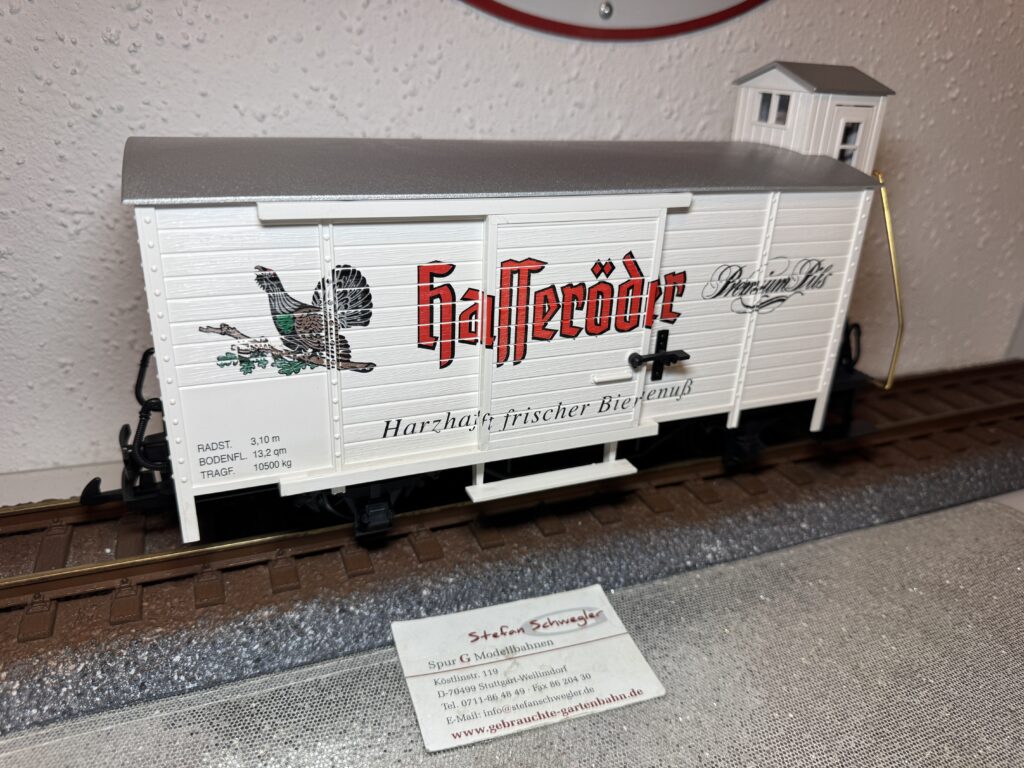 Hasseröder
Premium Pils
Harzhaft frischer Bierenuß
RADST. 3,10 m
BODENFL. 13,2 qm
TRAGF. 10500 kg
Stefan Schwegler
Spur G Modellbahnen
Köstlinstr. 119
D-70499 Stuttgart-Weilimdorf
Tel. 0711-86 48 49 · Fax 86 204 30
E-Mail: info@stefanschwegler.de
www.gebrauchte-gartenbahn.de